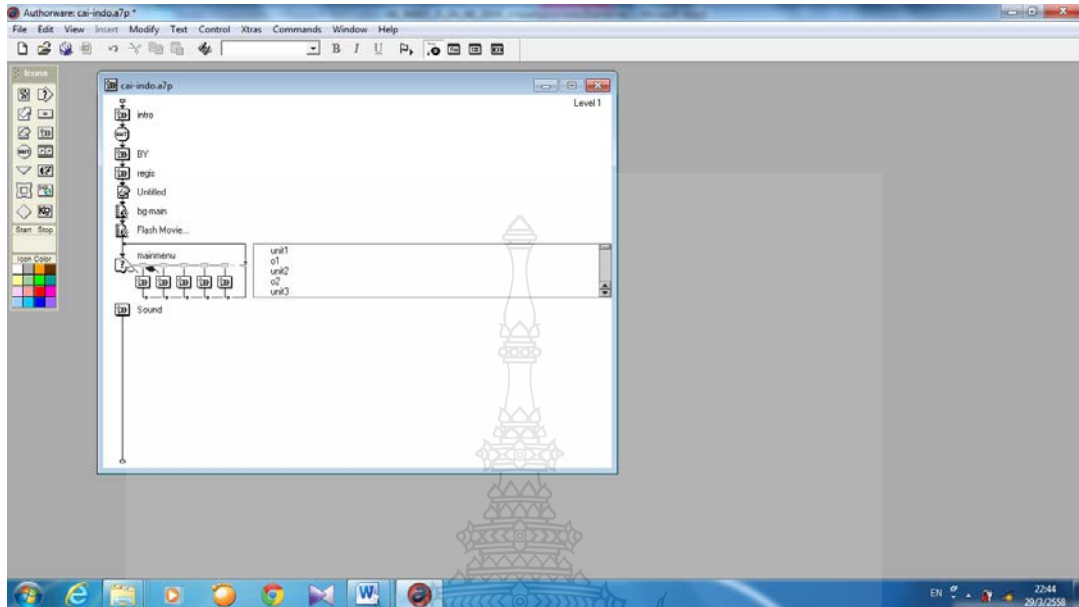 Authorware: cai-indo.a7p *
File Edit View Insert Modify Text Control Xtras Commands Window Help
B I U
Icons
Start Stop
Icon Color
cai-indo.a7p
Level 1
intro
WAIT
BY
regis
Untitled
bg-main
Flash Movie...
mainmenu
unit1
o1
unit2
o2
unit3
Sound
EN
22:44
29/3/2558